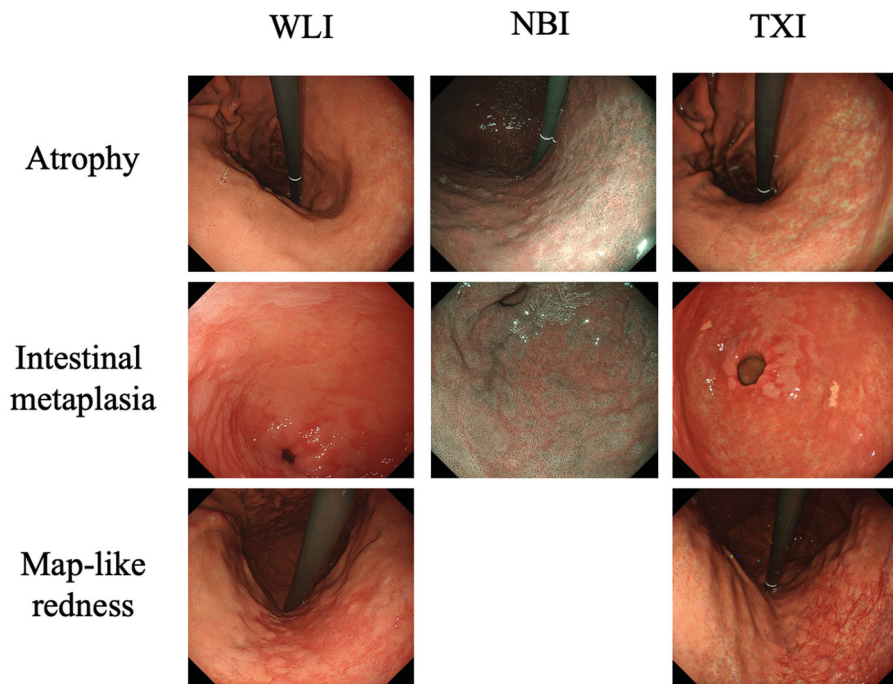 WLI NBI TXI
Atrophy
Intestinal
metaplasia
Map-like
redness